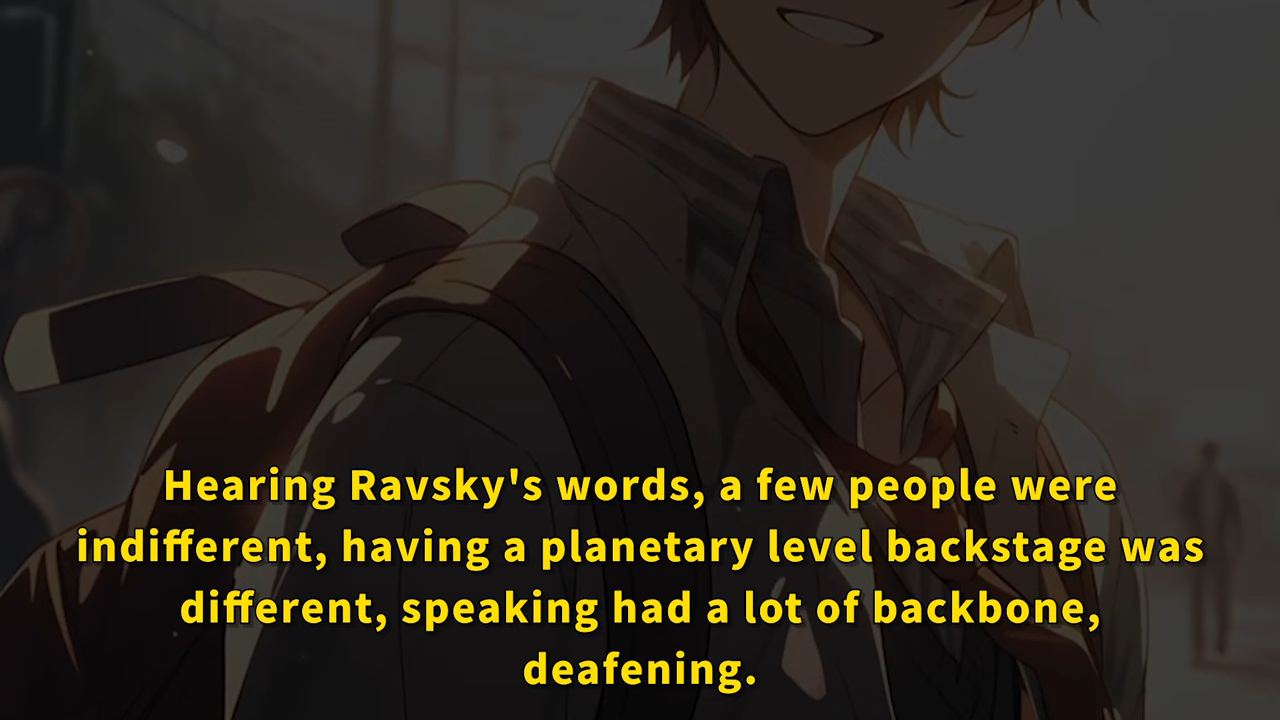 Hearing Ravsky's words, a few people were
indifferent, having a planetary level backstage was
different, speaking had a lot of backbone,
deafening.